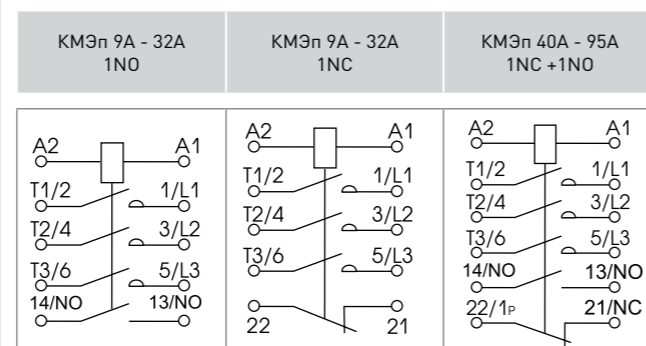 КМЭп 9А - 32А
1NO
КМЭп 9А - 32А
1NC
КМЭп 40А - 95А
1NC +1NO
A2 A1
T1/2 1/L1
T2/4 3/L2
T3/6 5/L3
14/NO 13/NO
A2 A1
T1/2 1/L1
T2/4 3/L2
T3/6 5/L3
22 21
A2 A1
T1/2 1/L1
T2/4 3/L2
T3/6 5/L3
14/NO 13/NO
22/1P 21/NC